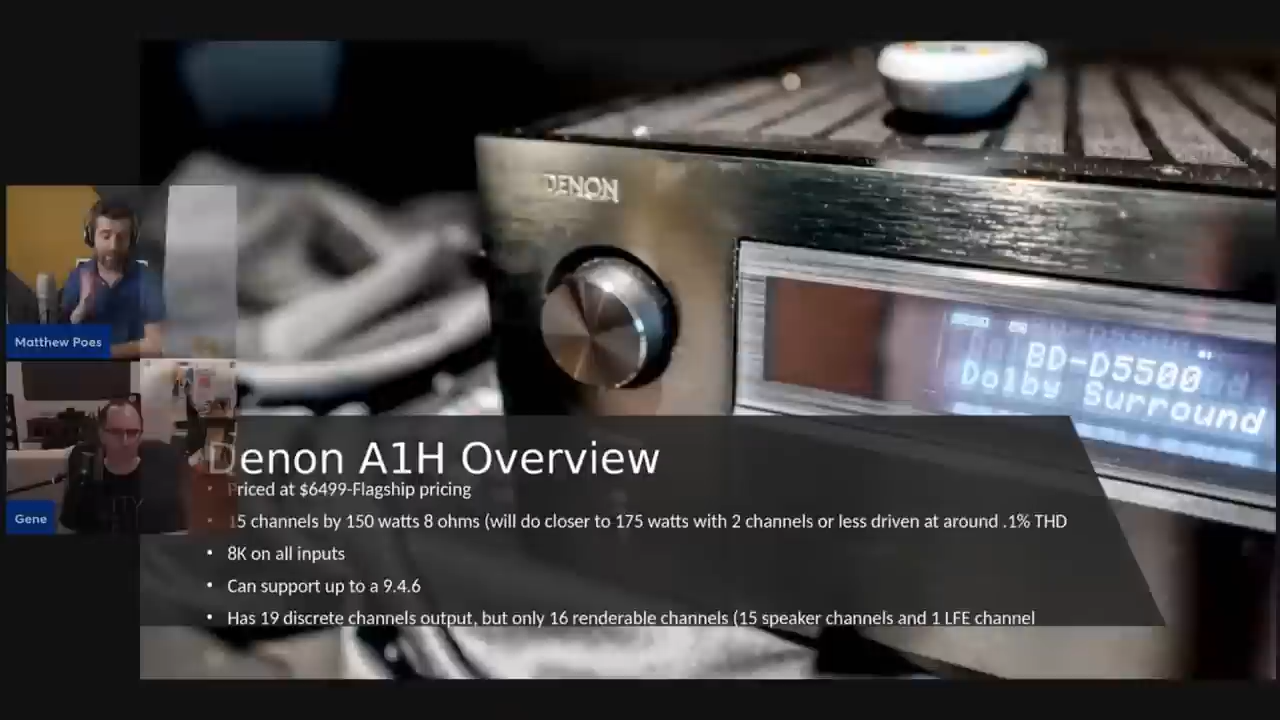 DENON
BD-D5500
Dolby Surround
Matthew Poes
Gene
Denon A1H Overview
• Priced at $6499-Flagship pricing
• 15 channels by 150 watts 8 ohms (will do closer to 175 watts with 2 channels or less driven at around .1% THD
• 8K on all inputs
• Can support up to a 9.4.6
• Has 19 discrete channels output, but only 16 renderable channels (15 speaker channels and 1 LFE channel